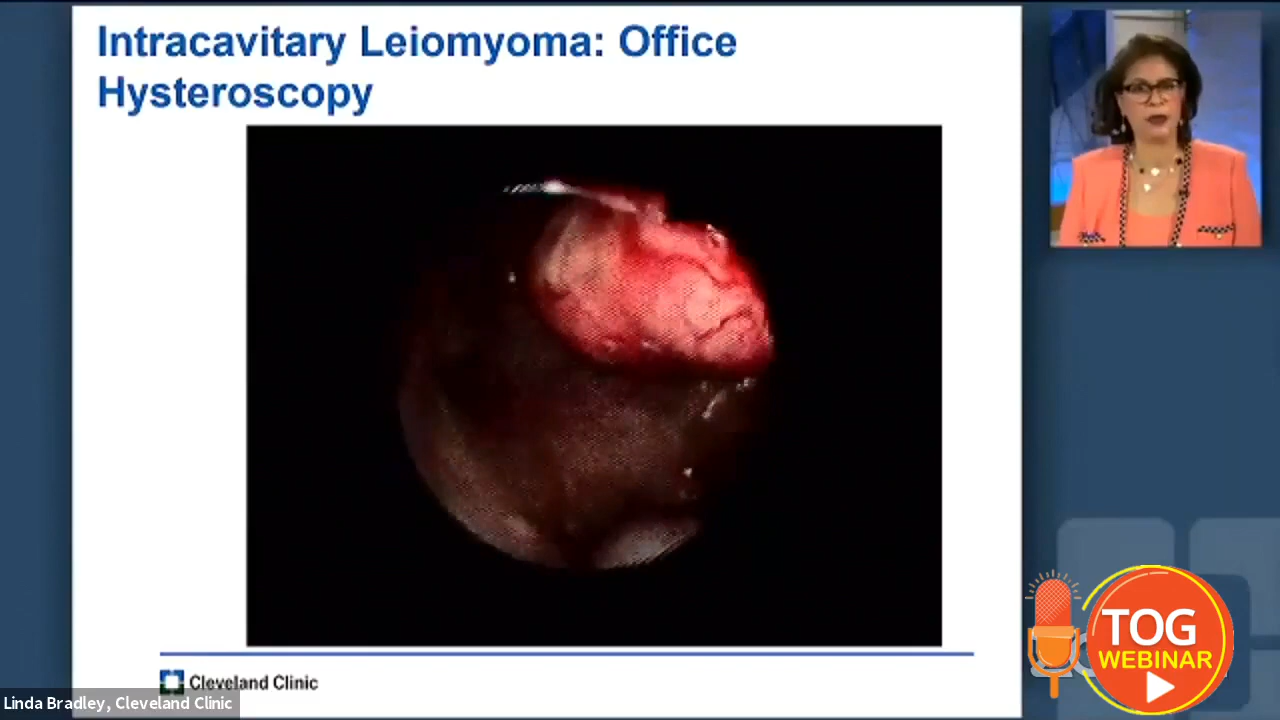 Intracavitary Leiomyoma: Office
Hysteroscopy
Cleveland Clinic
Linda Bradley, Cleveland Clinic
TOG
WEBINAR